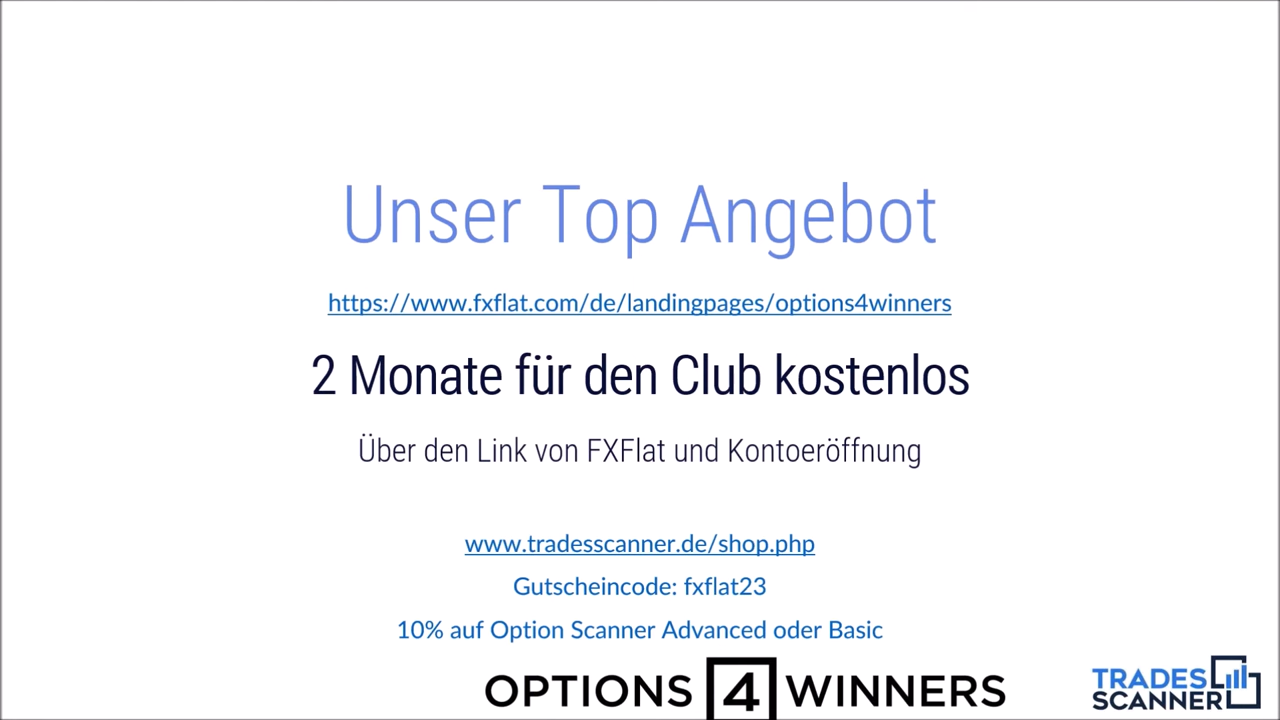 Unser Top Angebot
https://www.fxflat.com/de/landingpages/options4winners
2 Monate für den Club kostenlos
Über den Link von FXFlat und Kontoeröffnung
www.tradesscanner.de/shop.php
Gutscheincode: fxflat23
10% auf Option Scanner Advanced oder Basic
OPTIONS 4 WINNERS
TRADES
SCANNER